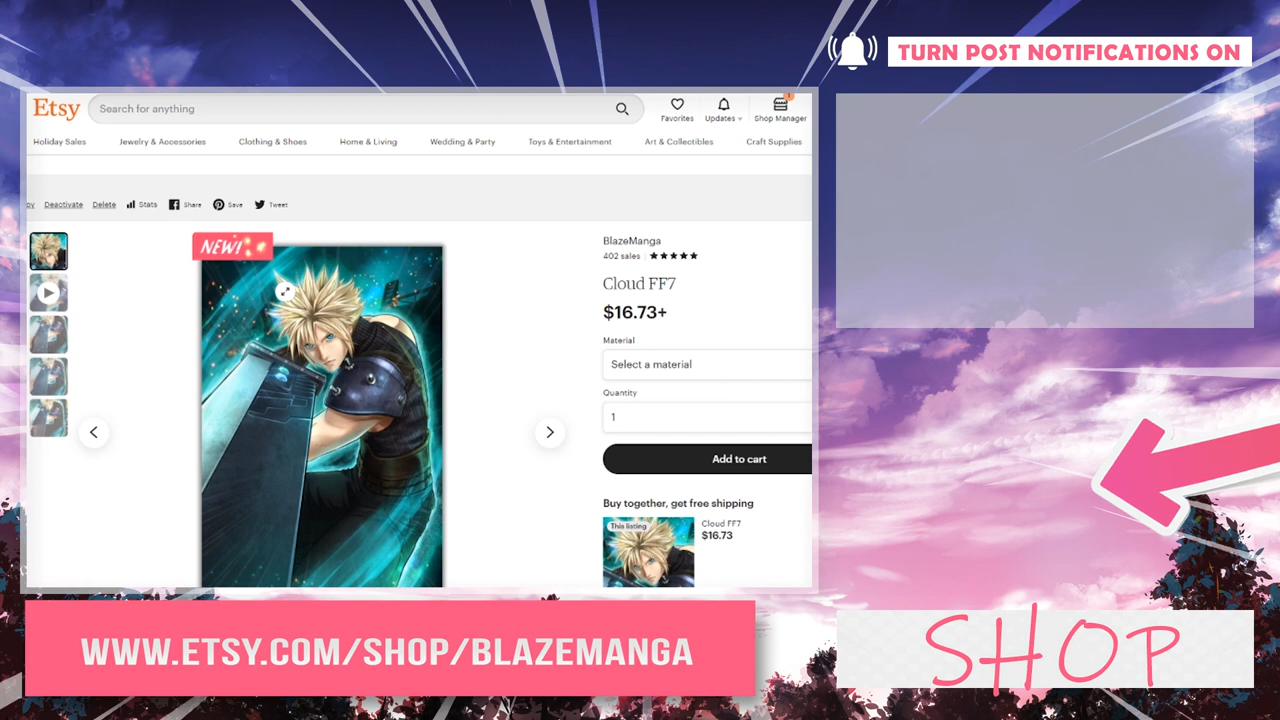 TURN POST NOTIFICATIONS ON
Etsy
Search for anything
Favorites
Updates
1
Shop Manager
Holiday Sales
Jewelry & Accessories
Clothing & Shoes
Home & Living
Wedding & Party
Toys & Entertainment
Art & Collectibles
Craft Supplies
py
Deactivate
Delete
Stats
Share
Save
Tweet
NEW!
BlazeManga
402 sales
Cloud FF7
$16.73+
Material
Select a material
Quantity
1
Add to cart
Buy together, get free shipping
This listing
Cloud FF7
$16.73
WWW.ETSY.COM/SHOP/BLAZEMANGA
SHOP